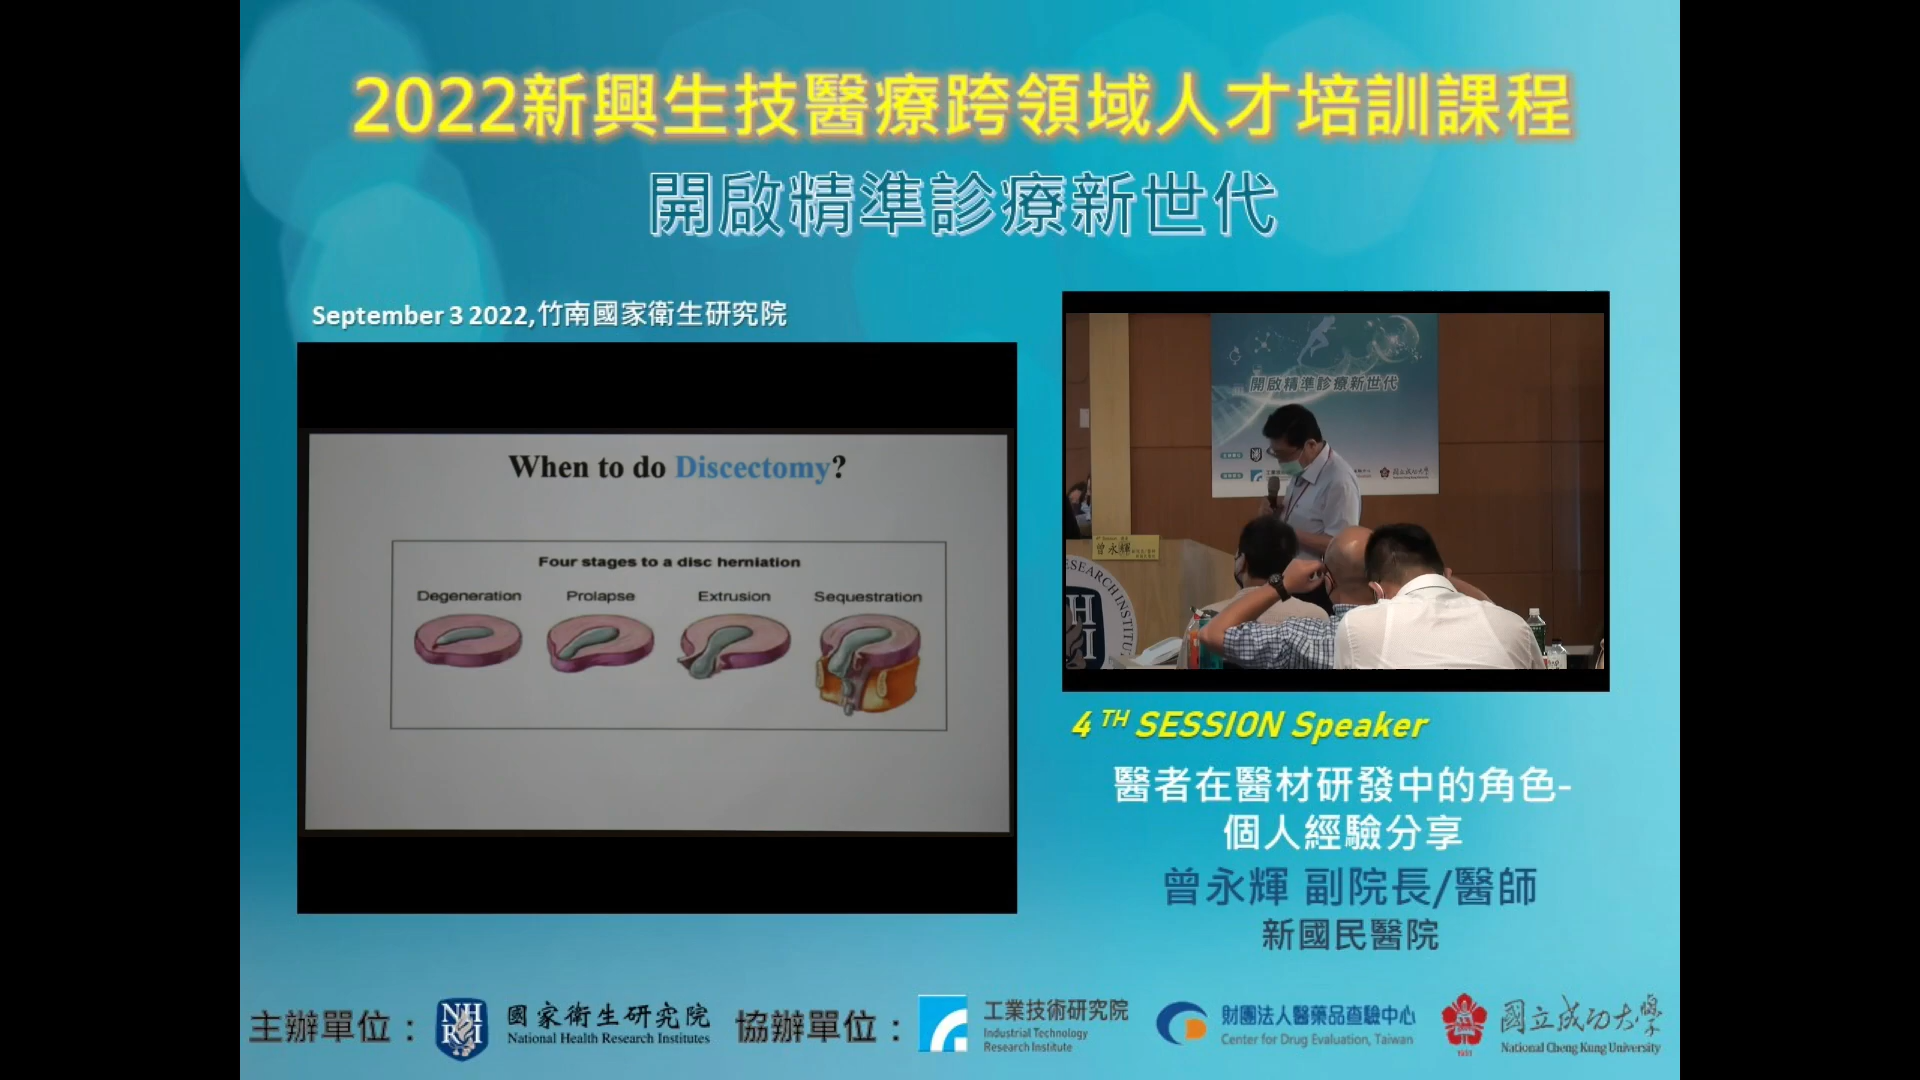 2022新興生技醫療跨領域人才培訓課程
開啟精準診療新世代
September 3 2022,竹南國家衛生研究院
When to do Discectomy?
Four stages to a disc herniation
Degeneration
Prolapse
Extrusion
Sequestration
開啟精準診療新世代
曾永輝
4TH SESSION Speaker
醫者在醫材研發中的角色-
個人經驗分享
曾永輝 副院長/醫師
新國民醫院
主辦單位：
NHRI
國家衛生研究院
National Health Research Institutes
協辦單位：
工業技術研究院
Industrial Technology
Research Institute
財團法人醫藥品查驗中心
Center for Drug Evaluation, Taiwan
1931
國立成功大學
National Cheng Kung University